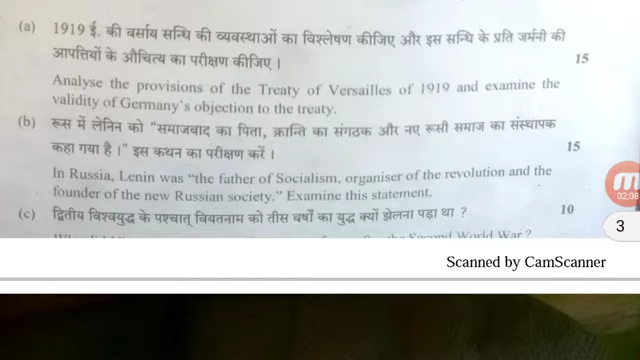 (a) 1919 ई. की वर्साय सन्धि की व्यवस्थाओं का विश्लेषण कीजिए और इस सन्धि के प्रति जर्मनी की
आपत्तियों के औचित्य का परीक्षण कीजिए । 15
Analyse the provisions of the Treaty of Versailles of 1919 and examine the
validity of Germany's objection to the treaty.
(b) रूस में लेनिन को "समाजवाद का पिता, क्रान्ति का संगठक और नए रूसी समाज का संस्थापक
कहा गया है ।" इस कथन का परीक्षण करें । 15
In Russia, Lenin was "the father of Socialism, organiser of the revolution and the
founder of the new Russian society." Examine this statement.
(c) द्वितीय विश्वयुद्ध के पश्चात् वियतनाम को तीस वर्षों का युद्ध क्यों झेलना पड़ा था ? 10
the Second World War ?
02:08
3
Scanned by CamScanner